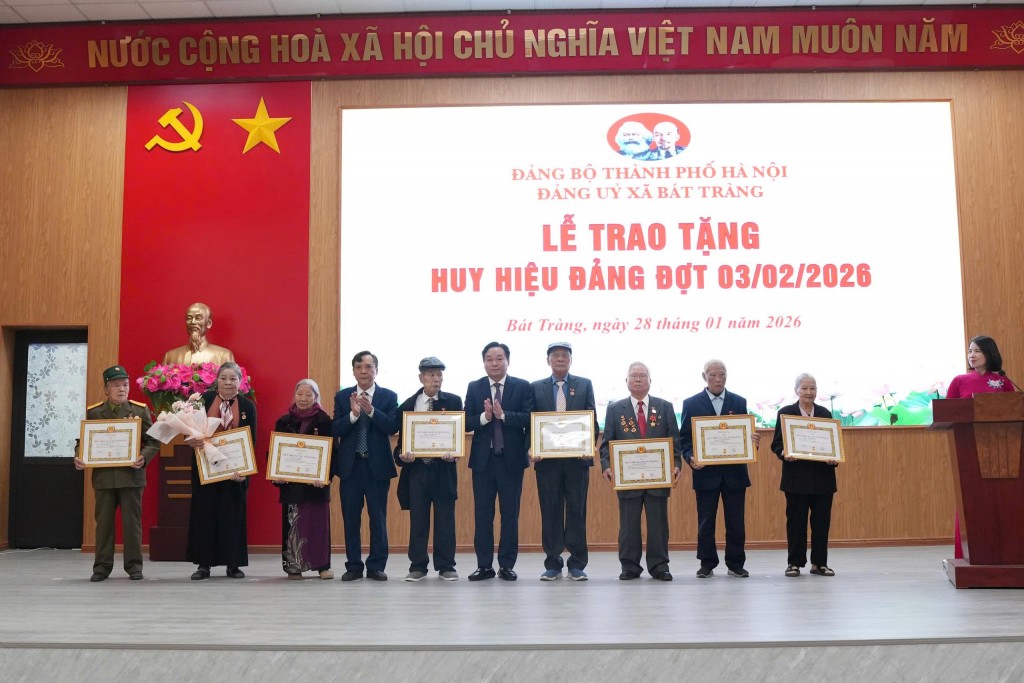 NƯỚC CỘNG HOÀ XÃ HỘI CHỦ NGHĨA VIỆT NAM MUÔN NĂM
ĐẢNG BỘ THÀNH PHỐ HÀ NỘI
ĐẢNG UỶ XÃ BÁT TRÀNG
LỄ TRAO TẶNG
HUY HIỆU ĐẢNG ĐỢT 03/02/2026
Bát Tràng, ngày 28 tháng 01 năm 2026